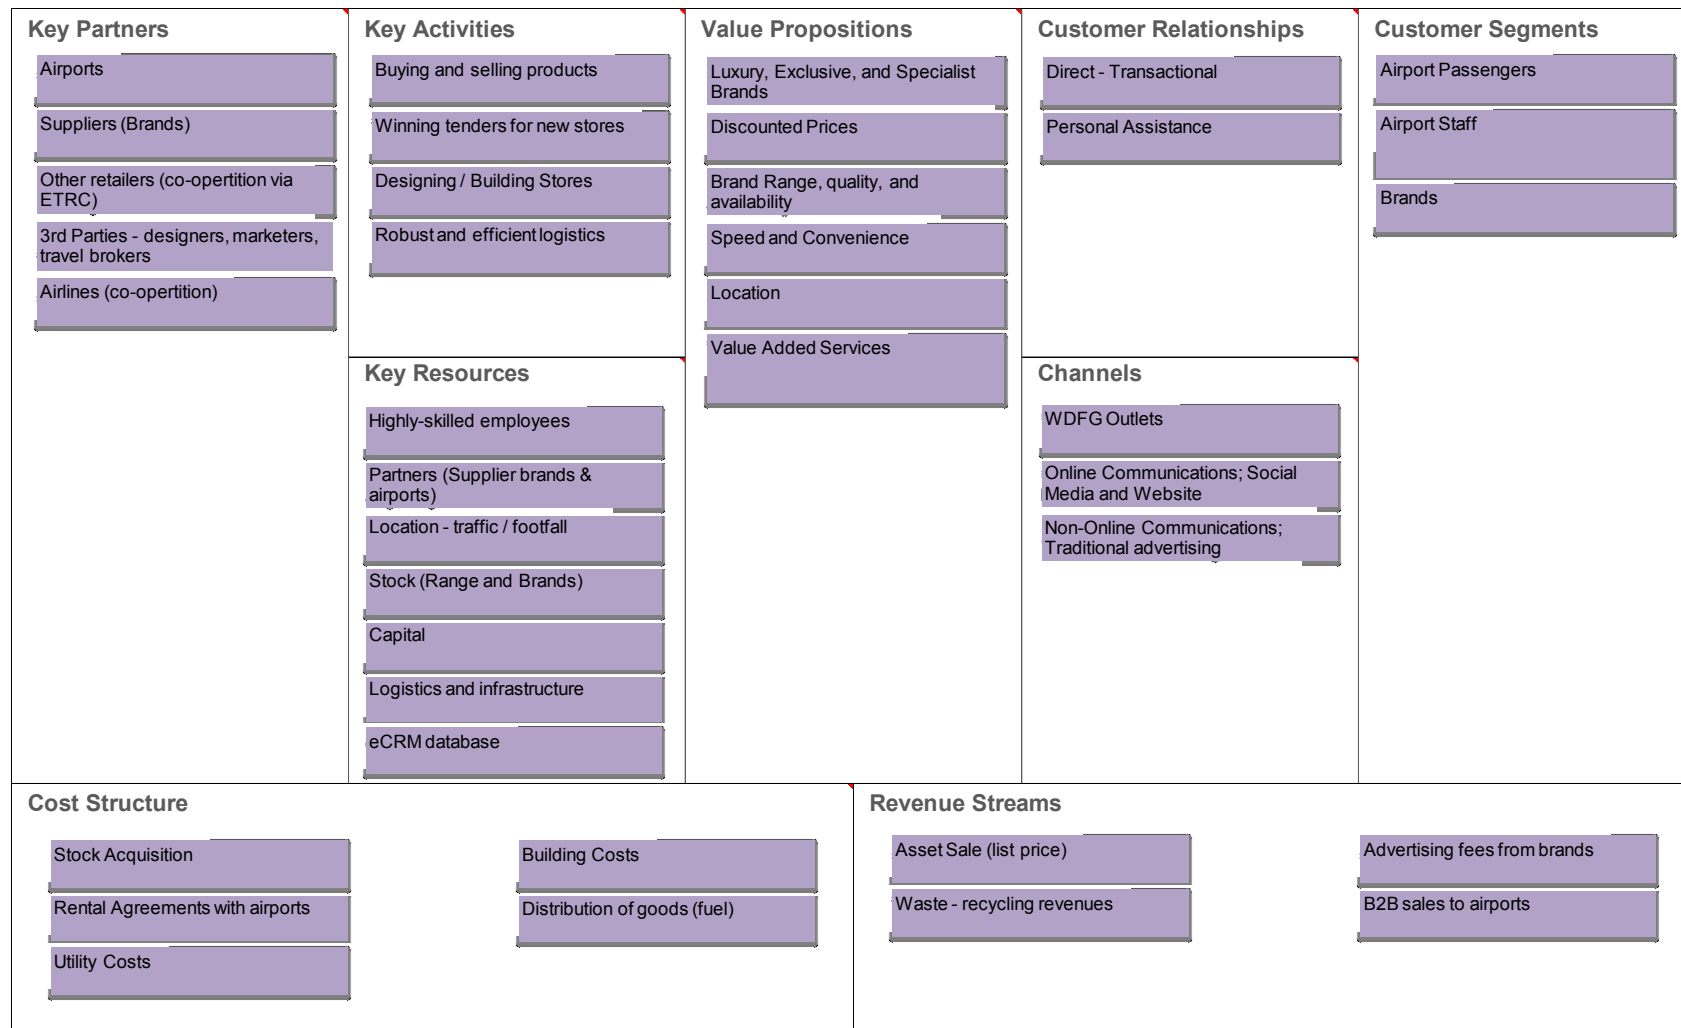 Key Partners
Airports
Suppliers (Brands)
Other retailers (co-opertition via
ETRC)
3rd Parties - designers, marketers,
travel brokers
Airlines (co-opertition)
Key Activities
Buying and selling products
Winning tenders for new stores
Designing / Building Stores
Robust and efficient logistics
Key Resources
Highly-skilled employees
Partners (Supplier brands &
airports)
Location - traffic / footfall
Stock (Range and Brands)
Capital
Logistics and infrastructure
eCRM database
Value Propositions
Luxury, Exclusive, and Specialist
Brands
Discounted Prices
Brand Range, quality, and
availability
Speed and Convenience
Location
Value Added Services
Customer Relationships
Direct - Transactional
Personal Assistance
Channels
WDFG Outlets
Online Communications; Social
Media and Website
Non-Online Communications;
Traditional advertising
Customer Segments
Airport Passengers
Airport Staff
Brands
Cost Structure
Stock Acquisition
Rental Agreements with airports
Utility Costs
Building Costs
Distribution of goods (fuel)
Revenue Streams
Asset Sale (list price)
Waste - recycling revenues
Advertising fees from brands
B2B sales to airports